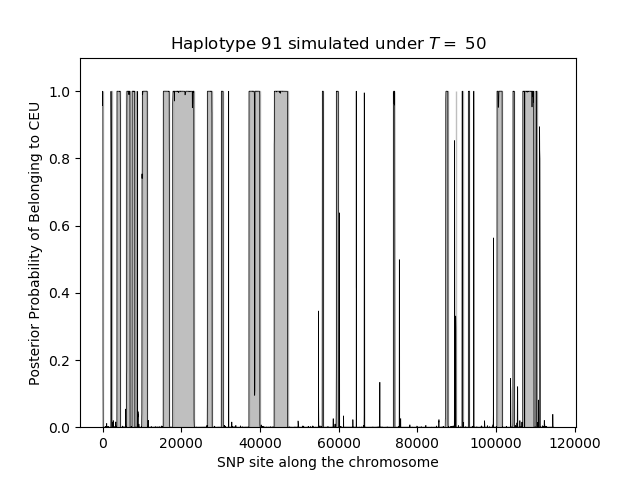 Haplotype 91 simulated under T = 50
Posterior Probability of Belonging to CEU
1.0
0.8
0.6
0.4
0.2
0.0
0 20000 40000 60000 80000 100000 120000
SNP site along the chromosome